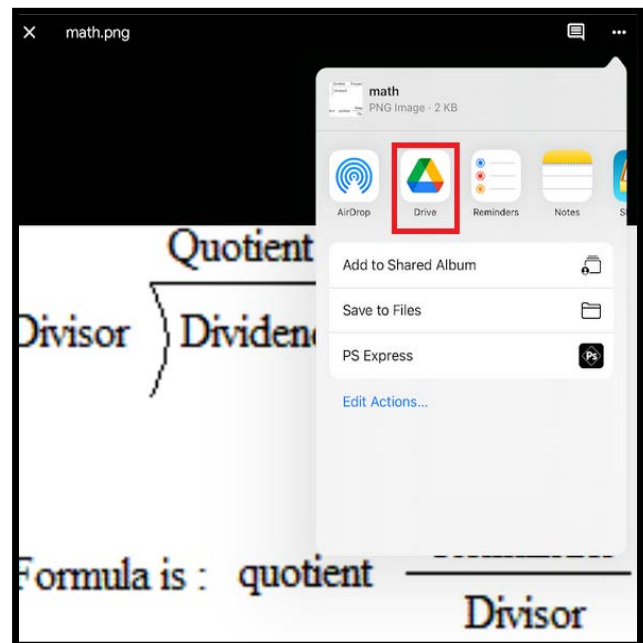 math.png
math
PNG Image · 2 KB
AirDrop
Drive
Reminders
Notes
Add to Shared Album
Save to Files
PS Express
Ps
Edit Actions...
Quotient
Divisor
Formula is : quotient
Divisor